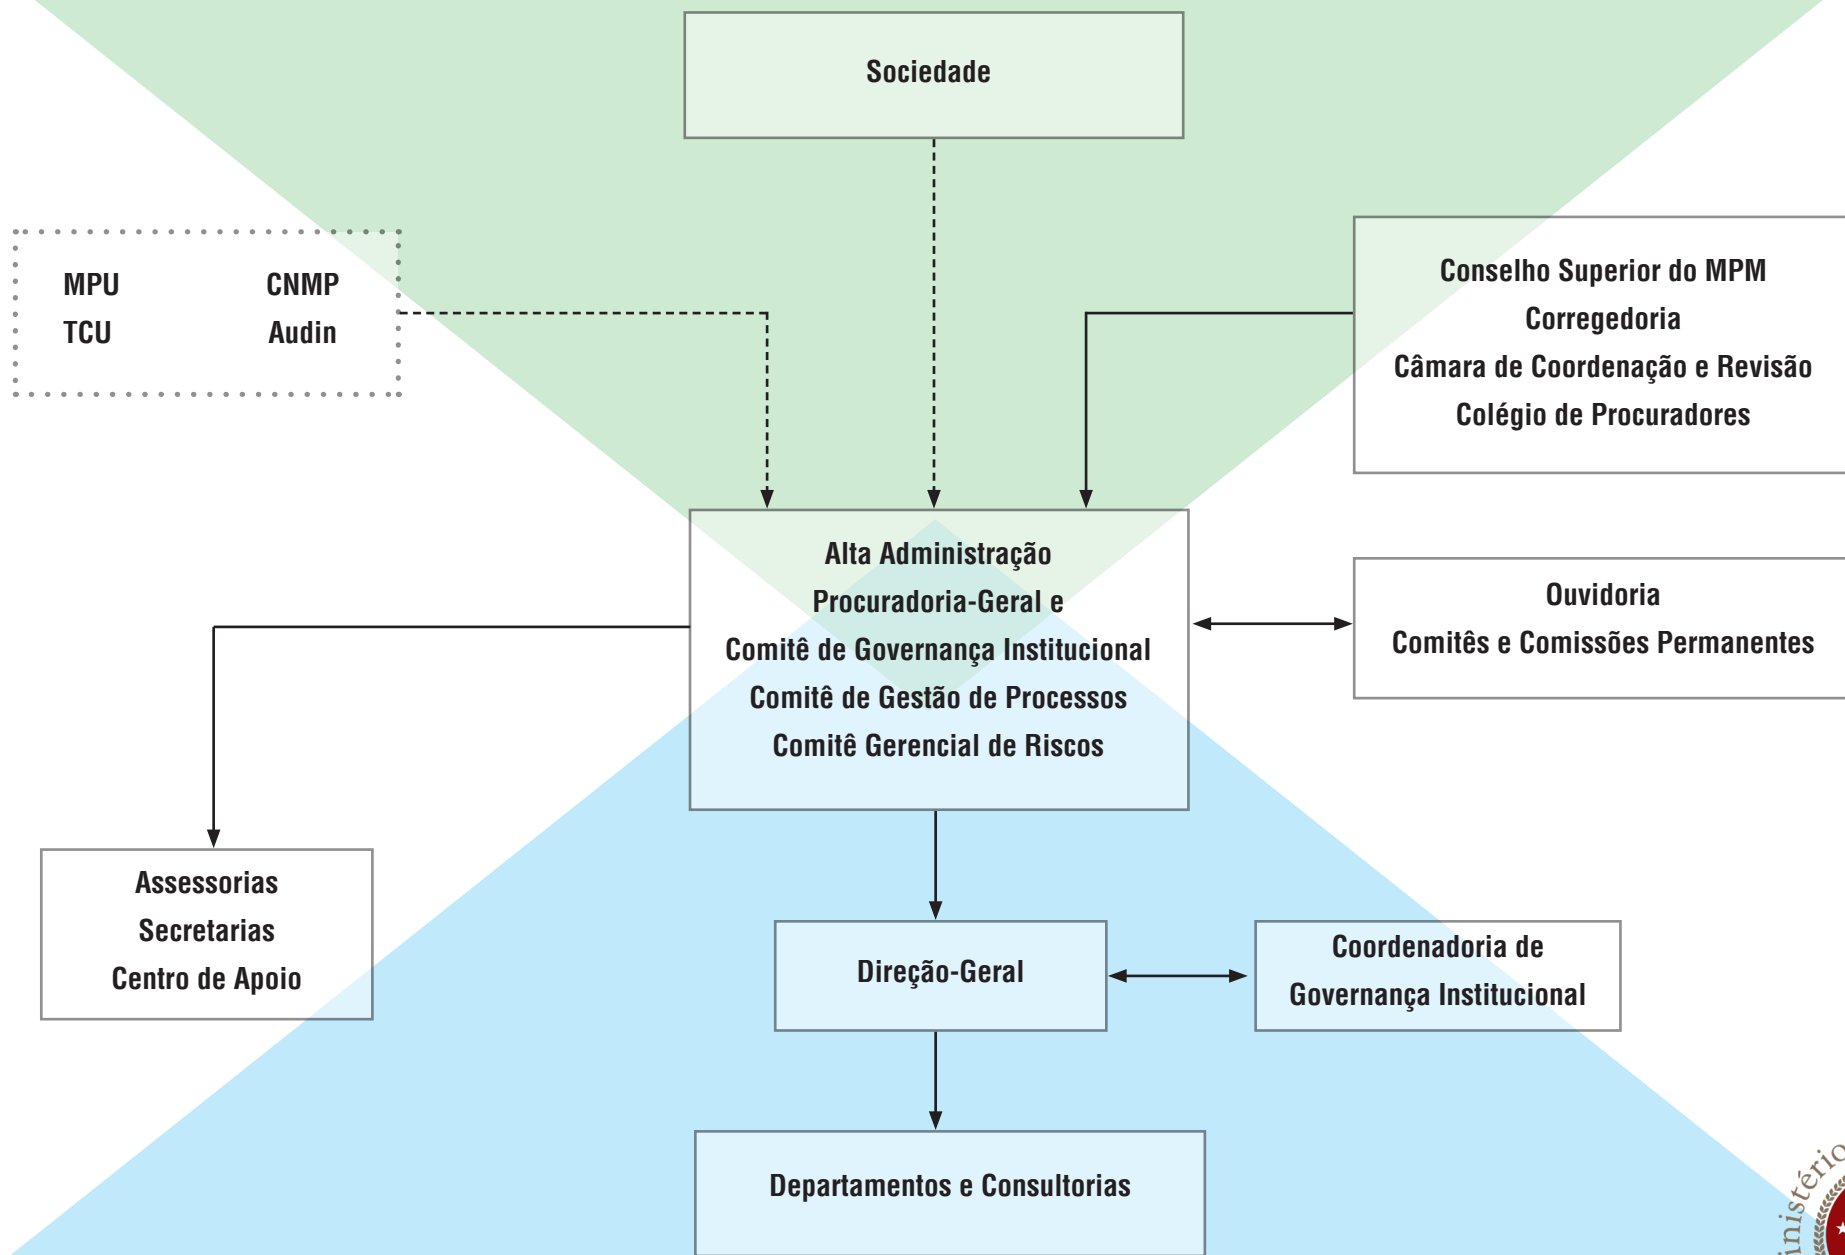 Sociedade
MPU CNMP
TCU Audin
Conselho Superior do MPM
Corregedoria
Câmara de Coordenação e Revisão
Colégio de Procuradores
Alta Administração
Procuradoria-Geral e
Comitê de Governança Institucional
Comitê de Gestão de Processos
Comitê Gerencial de Riscos
Ouvidoria
Comitês e Comissões Permanentes
Assessorias
Secretarias
Centro de Apoio
Direção-Geral
Coordenadoria de
Governança Institucional
Departamentos e Consultorias